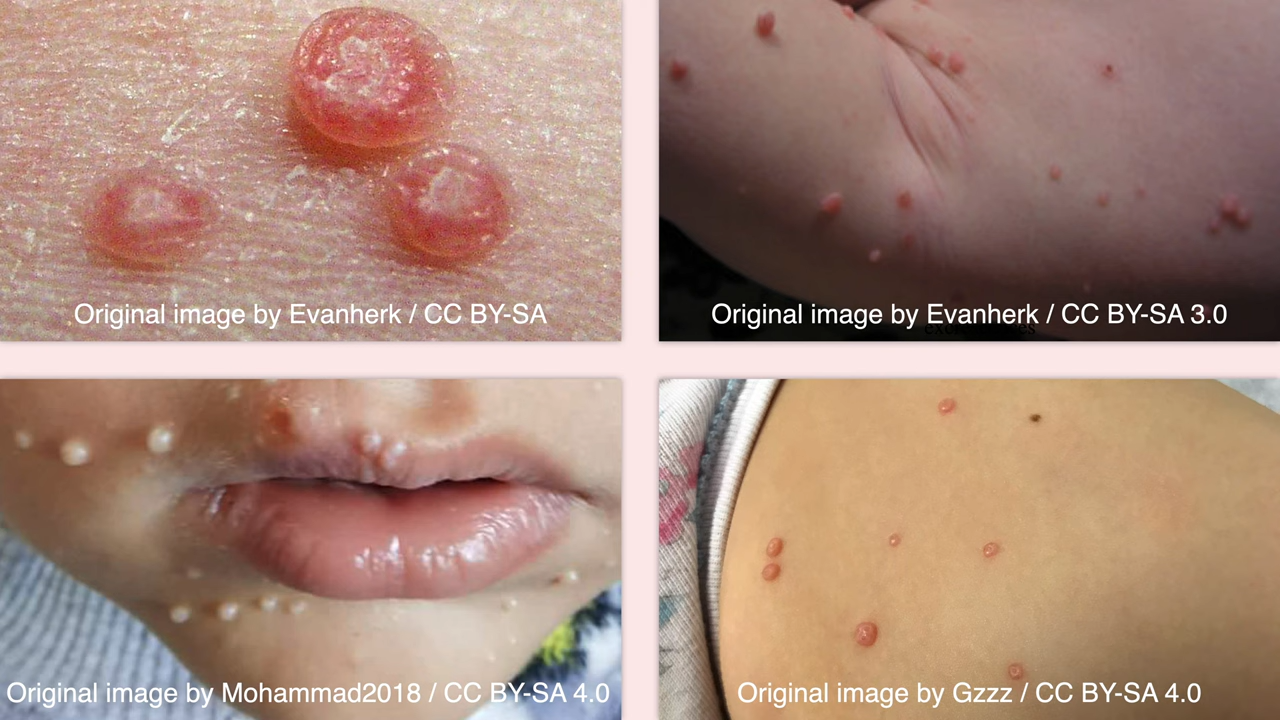 Original image by Evanherk / CC BY-SA
Original image by Evanherk / CC BY-SA 3.0
Original image by Mohammad2018 / CC BY-SA 4.0
Original image by Gzzz / CC BY-SA 4.0